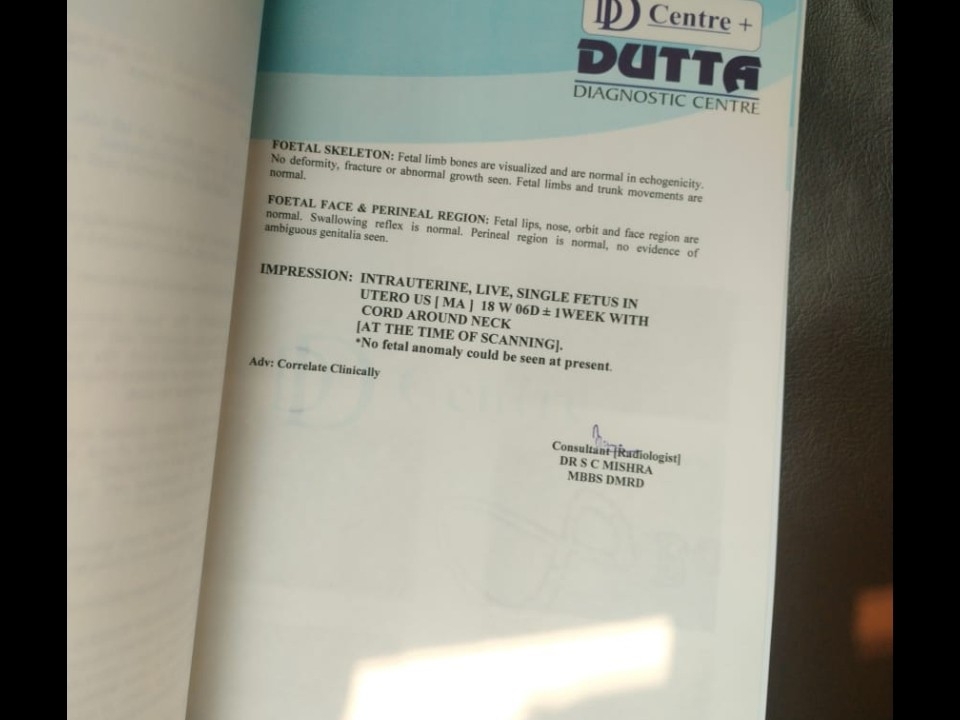 DD Centre +
DUTTA
DIAGNOSTIC CENTRE
FOETAL SKELETON: Fetal limb bones are visualized and are normal in echogenicity.
No deformity, fracture or abnormal growth seen. Fetal limbs and trunk movements are
normal.
FOETAL FACE & PERINEAL REGION: Fetal lips, nose, orbit and face region are
normal. Swallowing reflex is normal. Perineal region is normal, no evidence of
ambiguous genitalia seen.
IMPRESSION: INTRAUTERINE, LIVE, SINGLE FETUS IN
UTERO US [ MA ] 18 W 06D ± 1WEEK WITH
CORD AROUND NECK
[AT THE TIME OF SCANNING].
*No fetal anomaly could be seen at present.
Adv: Correlate Clinically
Consultant [Radiologist]
DR S C MISHRA
MBBS DMRD